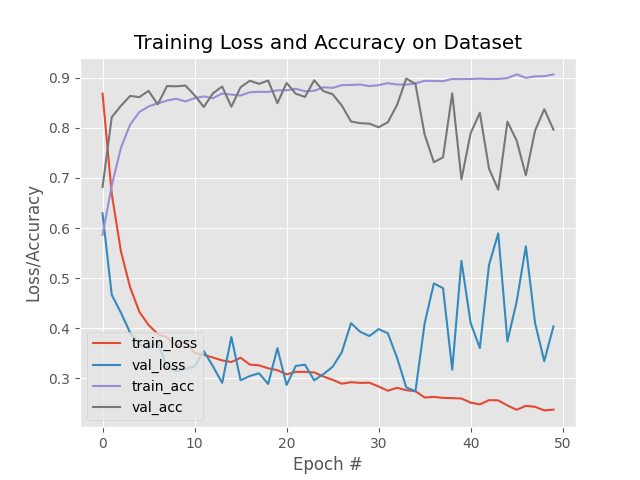 Training Loss and Accuracy on Dataset
Loss/Accuracy
0.9
0.8
0.7
0.6
0.5
0.4
0.3
train_loss
val_loss
train_acc
val_acc
0 10 20 30 40 50
Epoch #